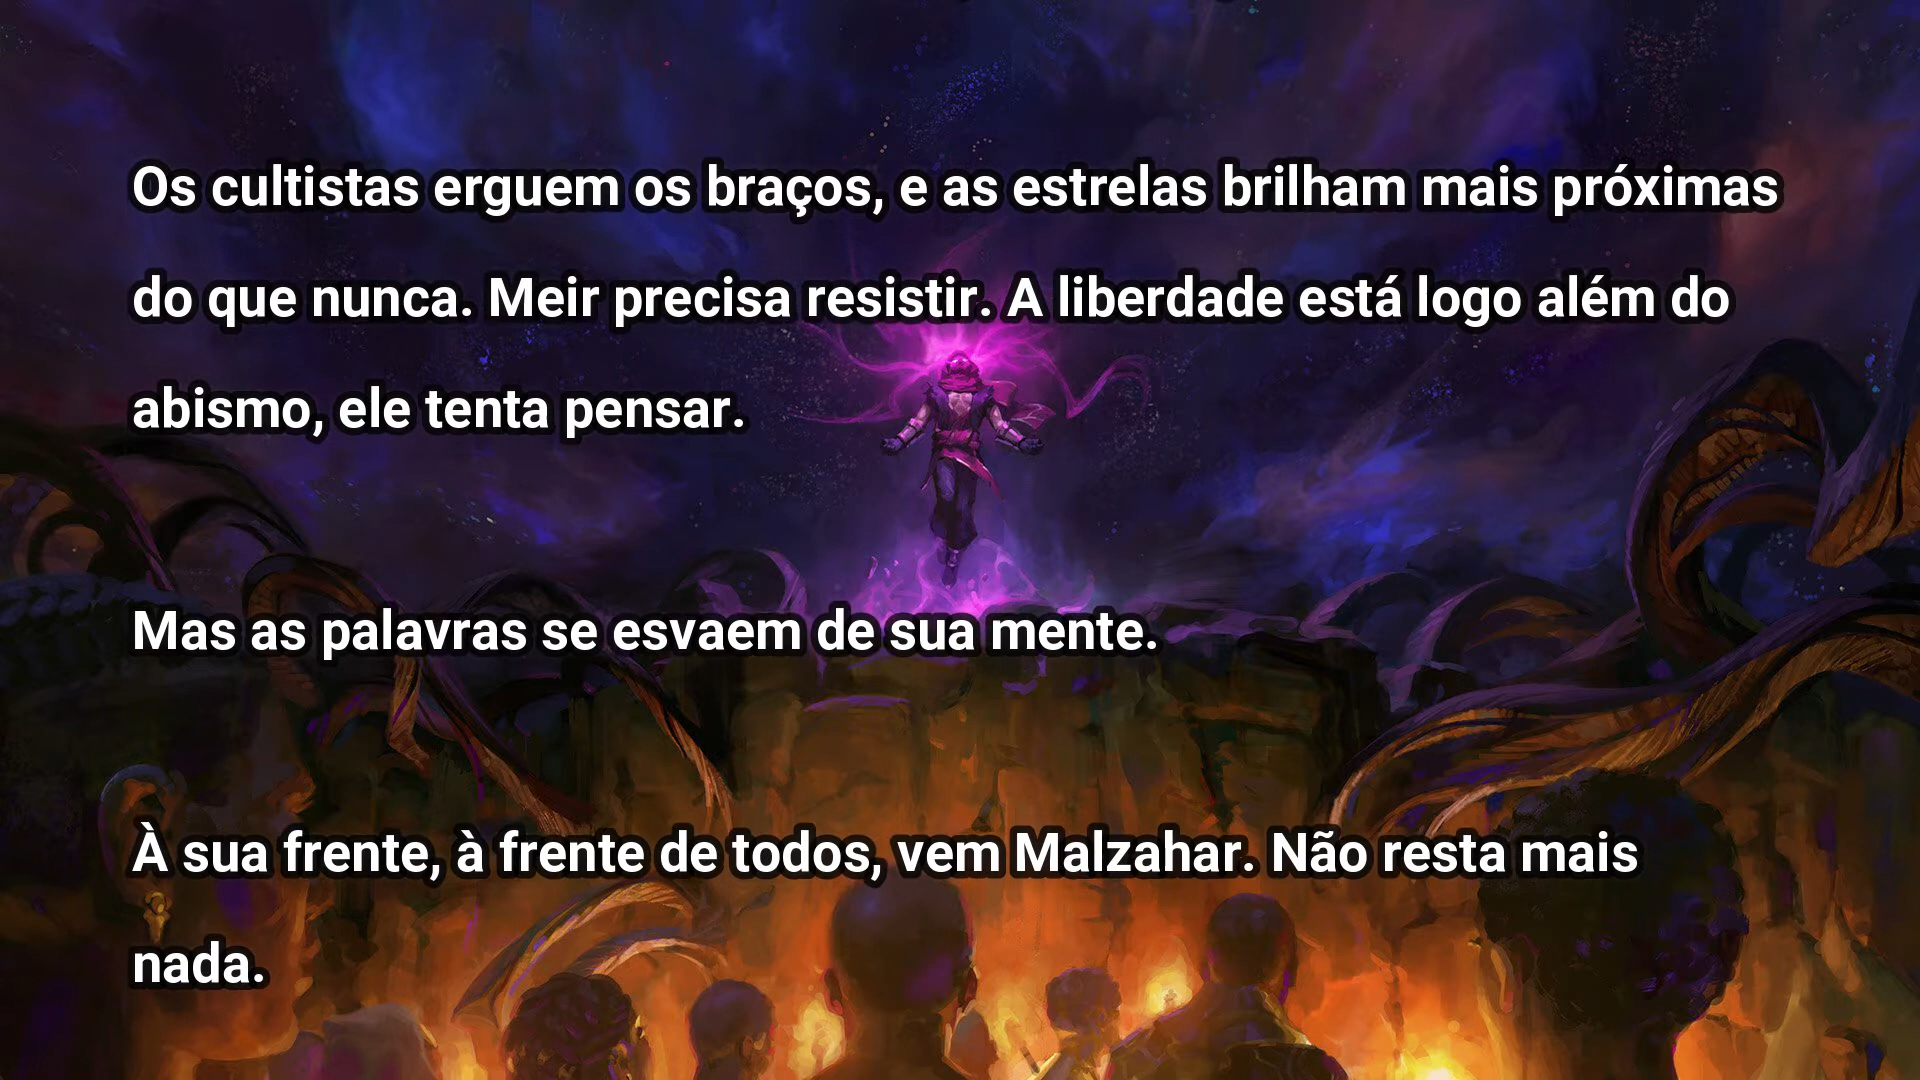 Os cultistas erguem os braços, e as estrelas brilham mais próximas
do que nunca. Meir precisa resistir. A liberdade está logo além do
abismo, ele tenta pensar.
Mas as palavras se esvaem de sua mente.
À sua frente, à frente de todos, vem Malzahar. Não resta mais
nada.